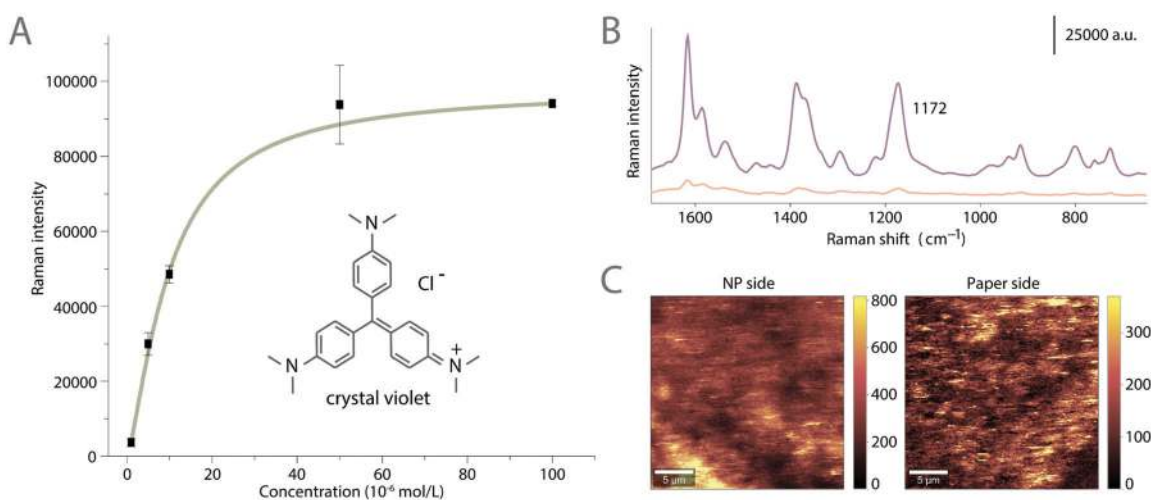 A
Raman intensity
100000
80000
60000
40000
20000
0
0 20 40 60 80 100
Concentration (10⁻⁶ mol/L)
N
Cl⁻
N
N
+
crystal violet
B
25000 a.u.
Raman intensity
1172
1600 1400 1200 1000 800
Raman shift (cm⁻¹)
C
NP side
5 μm
800
600
400
200
0
Paper side
5 μm
300
200
100
0